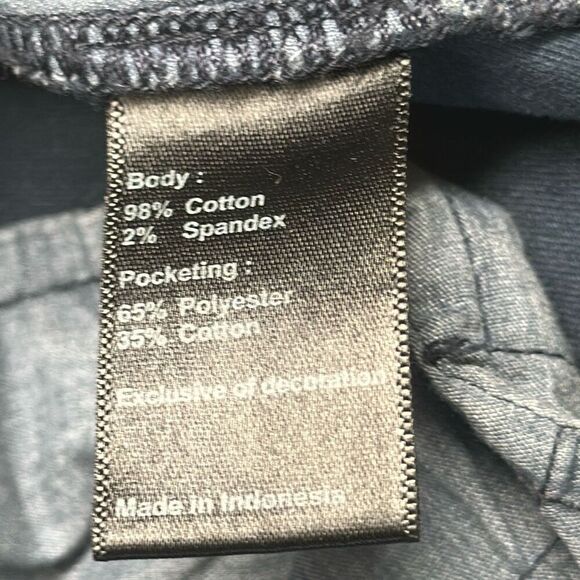 Body :
98% Cotton
2% Spandex
Pocketing :
65% Polyester
35% Cotton
Exclusive of decoration
Made in Indonesia